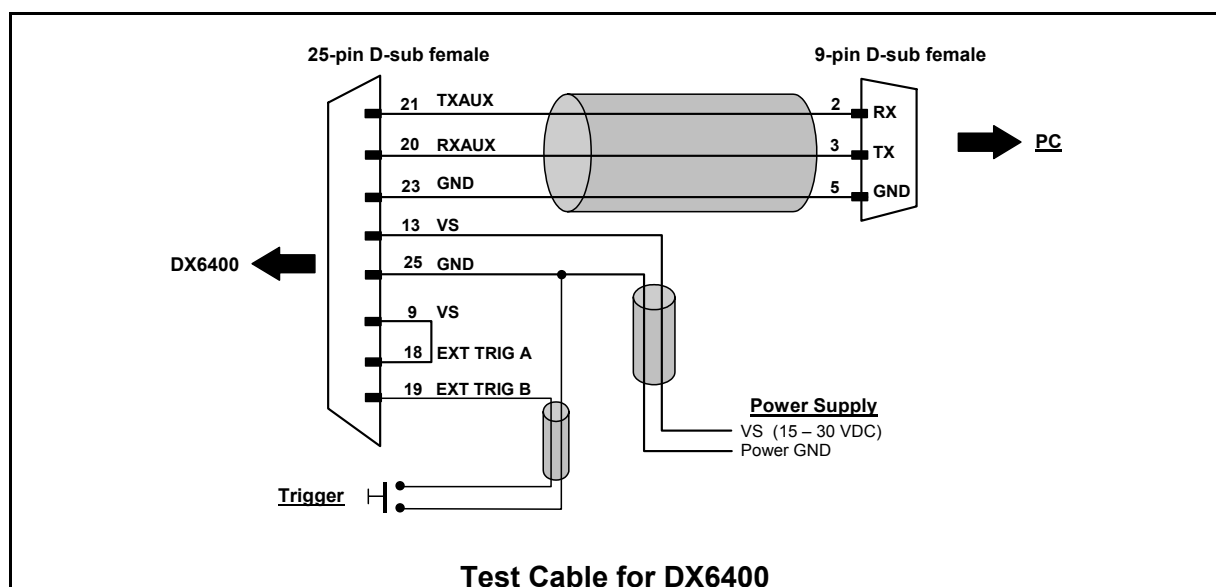 25-pin D-sub female
9-pin D-sub female
21 TXAUX
2 RX
20 RXAUX
3 TX
PC
23 GND
5 GND
13 VS
DX6400
25 GND
9 VS
18 EXT TRIG A
19 EXT TRIG B
Power Supply
VS (15 – 30 VDC)
Power GND
Trigger
Test Cable for DX6400